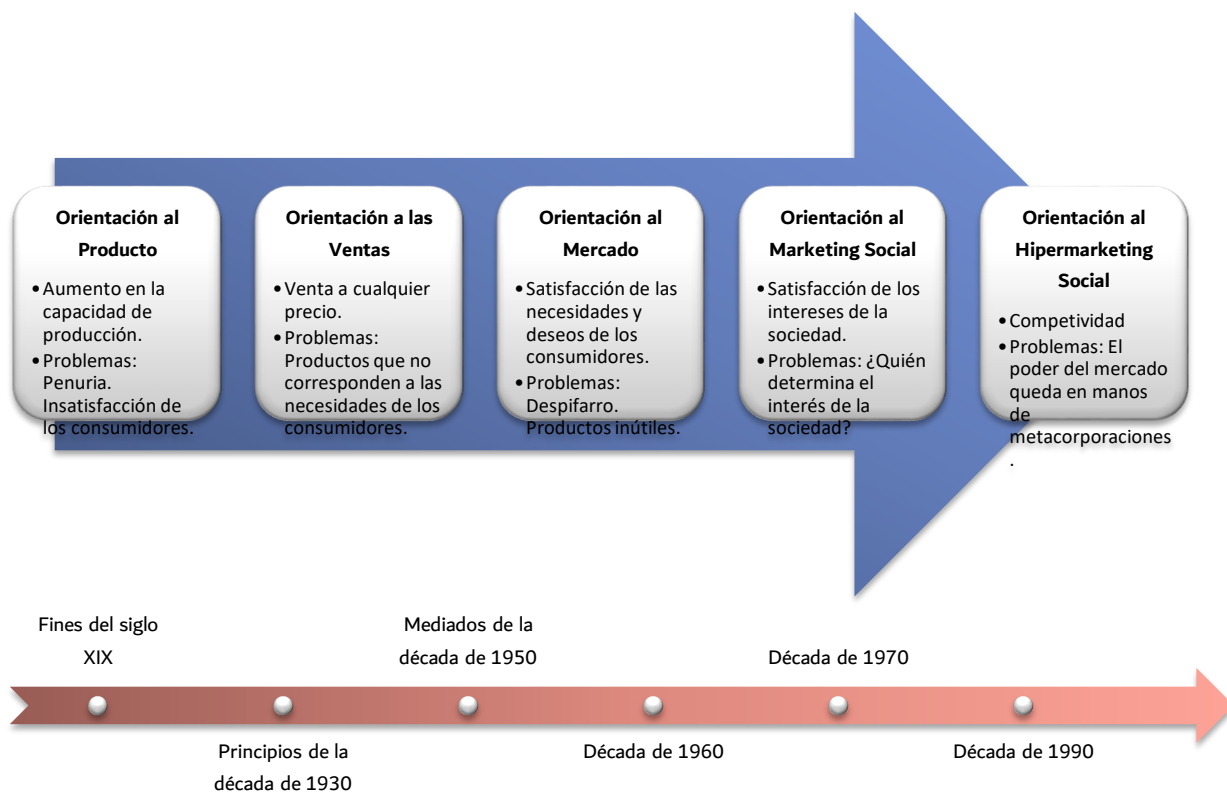 Orientación al
Producto
•Aumento en la
capacidad de
producción.
•Problemas:
Penuria.
Insatisfacción de
los consumidores.
Orientación a las
Ventas
•Venta a cualquier
precio.
•Problemas:
Productos que no
corresponden a las
necesidades de los
consumidores.
Orientación al
Mercado
•Satisfacción de las
necesidades y
deseos de los
consumidores.
•Problemas:
Despifarro.
Productos inútiles.
Orientación al
Marketing Social
•Satisfacción de los
intereses de la
sociedad.
•Problemas: ¿Quién
determina el
interés de la
sociedad?
Orientación al
Hipermarketing
Social
•Competividad
•Problemas: El
poder del mercado
queda en manos
de
metacorporaciones
.
Fines del siglo
XIX
Principios de la
década de 1930
Mediados de la
década de 1950
Década de 1960
Década de 1970
Década de 1990